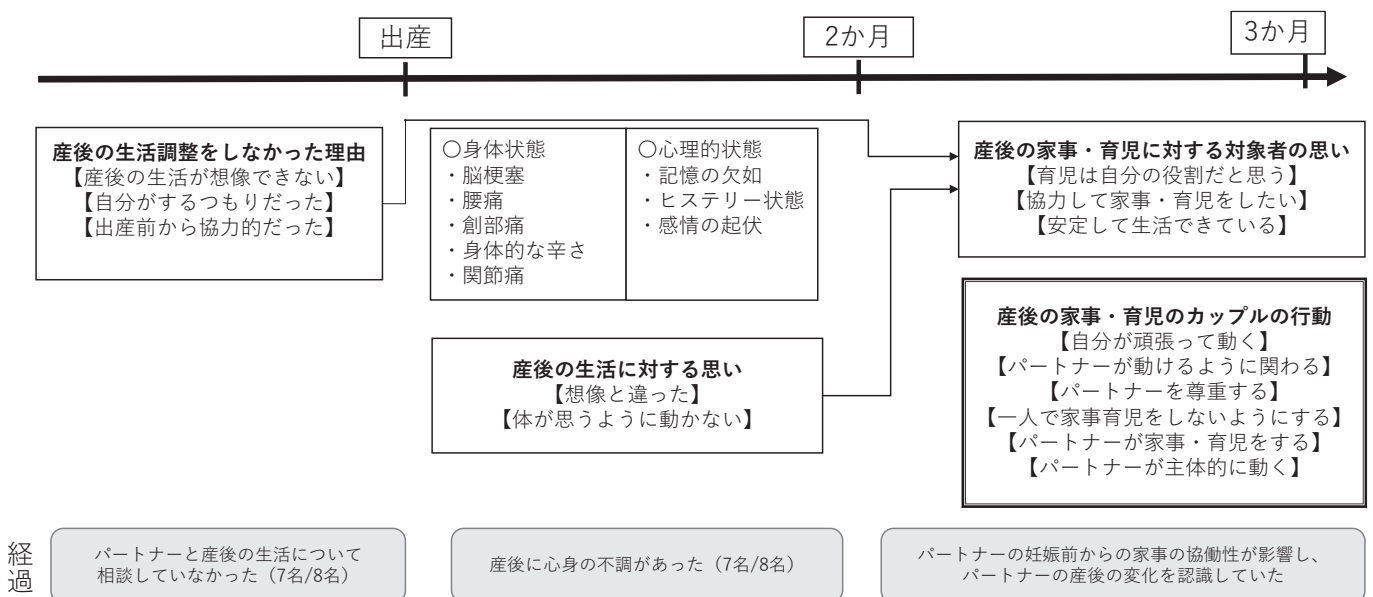 出産
2か月
3か月
産後の生活調整をしなかった理由
【産後の生活が想像できない】
【自分がするつもりだった】
【出産前から協力的だった】
〇身体状態
・脳梗塞
・腰痛
・創部痛
・身体的な辛さ
・関節痛
〇心理的状態
・記憶の欠如
・ヒステリー状態
・感情の起伏
産後の家事・育児に対する対象者の思い
【育児は自分の役割だと思う】
【協力して家事・育児をしたい】
【安定して生活できている】
産後の生活に対する思い
【想像と違った】
【体が思うように動かない】
産後の家事・育児のカップルの行動
【自分が頑張って動く】
【パートナーが動けるように関わる】
【パートナーを尊重する】
【一人で家事育児をしないようにする】
【パートナーが家事・育児をする】
【パートナーが主体的に動く】
経過
パートナーと産後の生活について
相談していなかった（7名/8名）
産後に心身の不調があった（7名/8名）
パートナーの妊娠前からの家事の協働性が影響し、
パートナーの産後の変化を認識していた